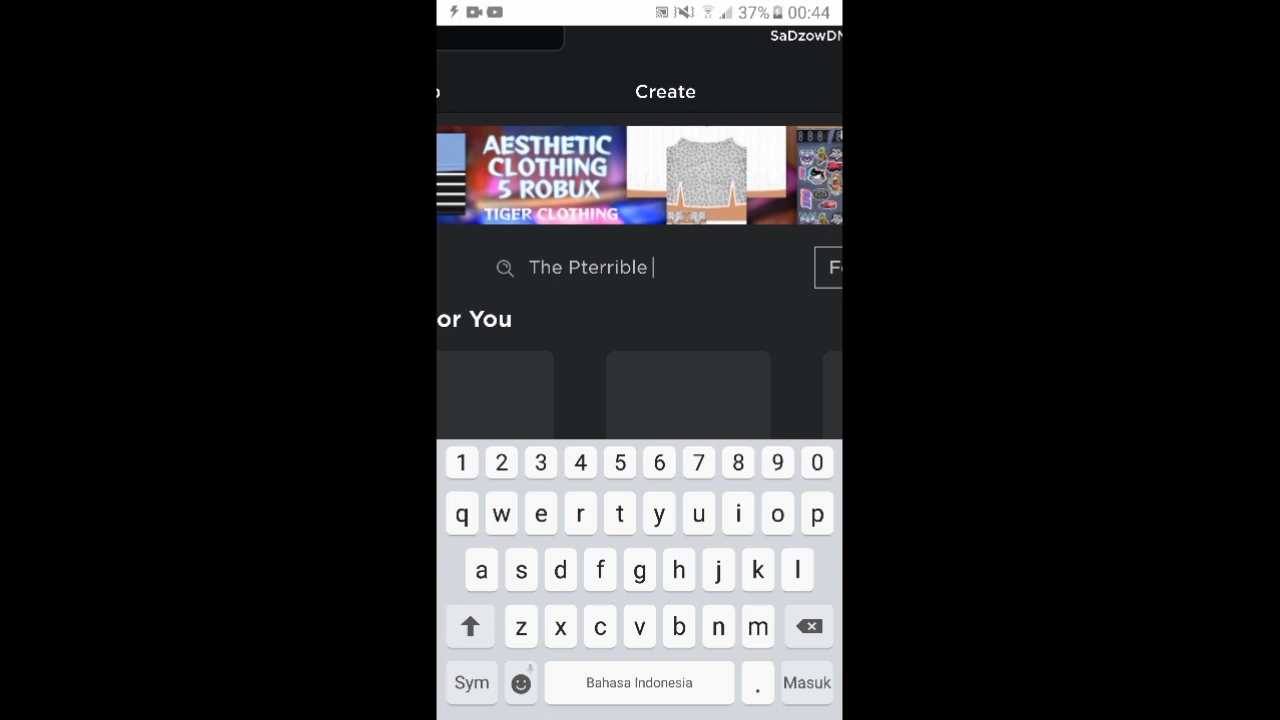 37% 00:44
SaDzowDN
Create
AESTHETIC
CLOTHING
5 ROBUX
TIGER CLOTHING
The Pterrible
F
or You
1 2 3 4 5 6 7 8 9 0
q w e r t y u i o p
a s d f g h j k l
z x c v b n m
Sym Bahasa Indonesia . Masuk